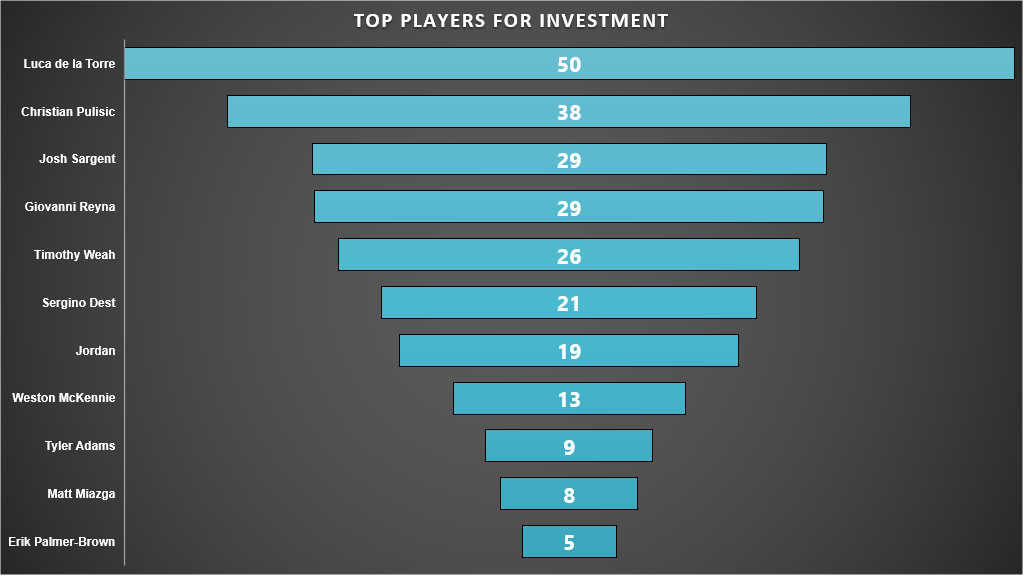 TOP PLAYERS FOR INVESTMENT
Luca de la Torre 50
Christian Pulisic 38
Josh Sargent 29
Giovanni Reyna 29
Timothy Weah 26
Sergino Dest 21
Jordan 19
Weston McKennie 13
Tyler Adams 9
Matt Miazga 8
Erik Palmer-Brown 5